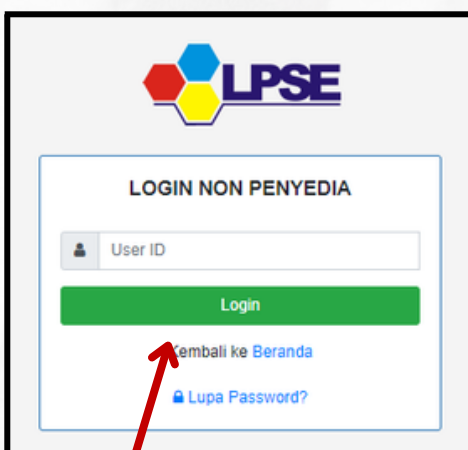 LPSE
LOGIN NON PENYEDIA
User ID
Login
Kembali ke Beranda
Lupa Password?